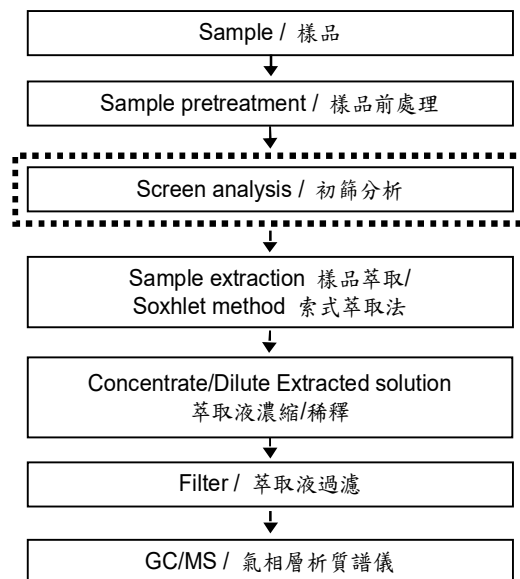 Sample / 樣品
Sample pretreatment / 樣品前處理
Screen analysis / 初篩分析
Sample extraction 樣品萃取/
Soxhlet method 索式萃取法
Concentrate/Dilute Extracted solution
萃取液濃縮/稀釋
Filter / 萃取液過濾
GC/MS / 氣相層析質譜儀